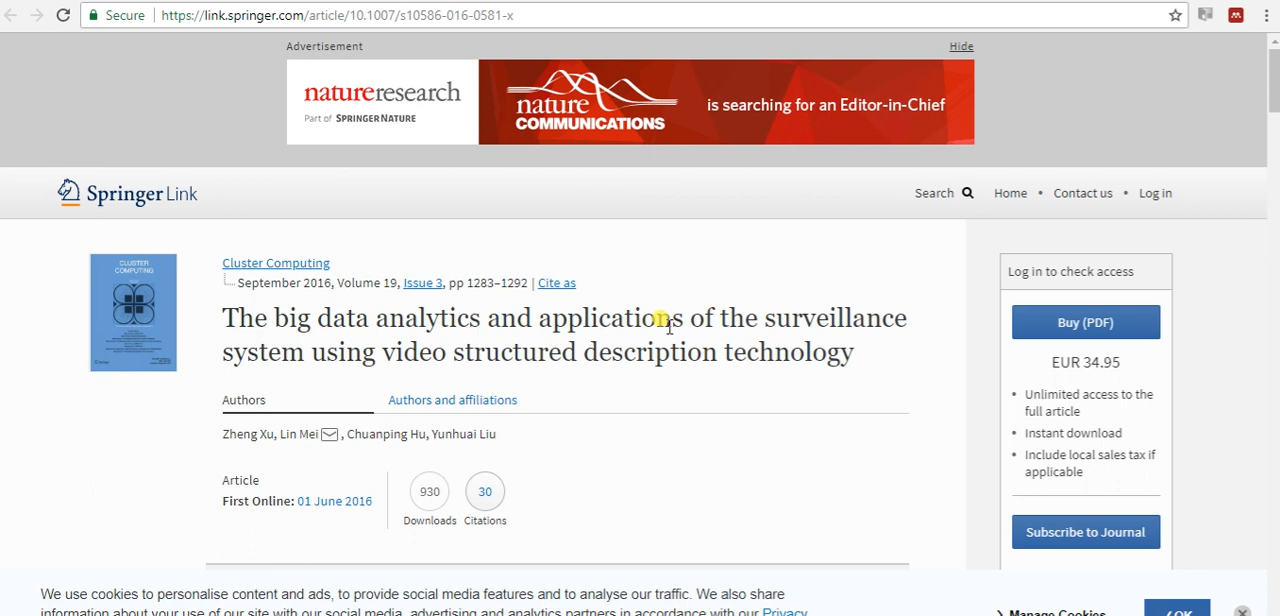 Secure | https://link.springer.com/article/10.1007/s10586-016-0581-x
Advertisement
Hide
natureresearch
Part of SPRINGER NATURE
nature
COMMUNICATIONS
is searching for an Editor-in-Chief
Springer Link
Search
Home • Contact us • Log in
CLUSTER
COMPUTING
Cluster Computing
September 2016, Volume 19, Issue 3, pp 1283–1292 | Cite as
The big data analytics and applications of the surveillance
system using video structured description technology
Authors
Authors and affiliations
Zheng Xu, Lin Mei, Chuanping Hu, Yunhuai Liu
Article
First Online: 01 June 2016
930
Downloads
30
Citations
Log in to check access
Buy (PDF)
EUR 34.95
• Unlimited access to the
full article
• Instant download
• Include local sales tax if
applicable
Subscribe to Journal
We use cookies to personalise content and ads, to provide social media features and to analyse our traffic. We also share
information about your use of our site with our social media, advertising and analytics partners in accordance with our Privacy
Manage Cookies
OK